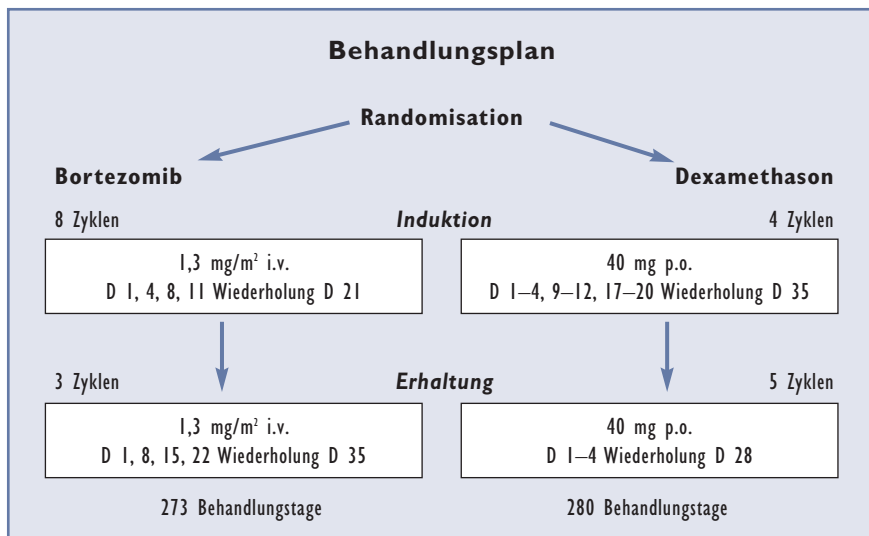 Behandlungsplan
Randomisation
Bortezomib
Dexamethason
8 Zyklen
Induktion
4 Zyklen
1,3 mg/m² i.v.
D 1, 4, 8, 11 Wiederholung D 21
40 mg p.o.
D 1–4, 9–12, 17–20 Wiederholung D 35
3 Zyklen
Erhaltung
5 Zyklen
1,3 mg/m² i.v.
D 1, 8, 15, 22 Wiederholung D 35
40 mg p.o.
D 1–4 Wiederholung D 28
273 Behandlungstage
280 Behandlungstage